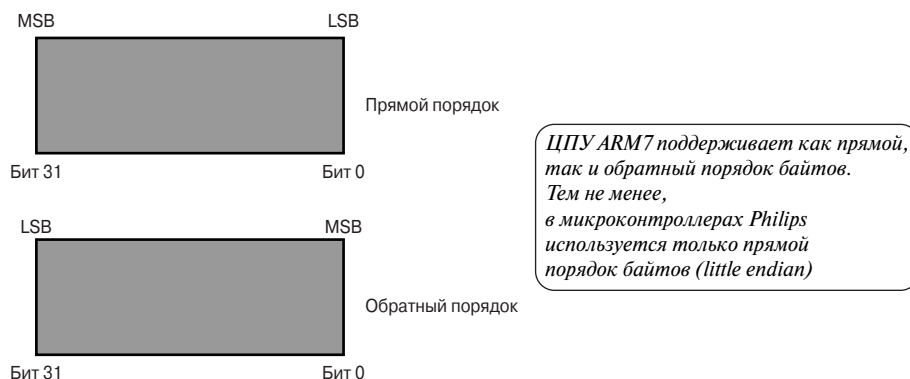 MSB LSB
Прямой порядок
Бит 31 Бит 0
LSB MSB
Обратный порядок
Бит 31 Бит 0
ЦПУ ARM7 поддерживает как прямой,
так и обратный порядок байтов.
Тем не менее,
в микроконтроллерах Philips
используется только прямой
порядок байтов (little endian)